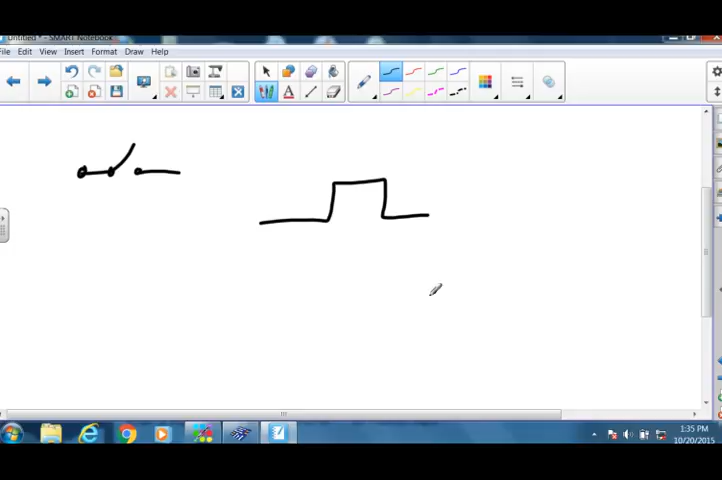 Untitled * - SMART Notebook
File Edit View Insert Format Draw Help
A
1:35 PM
10/20/2015